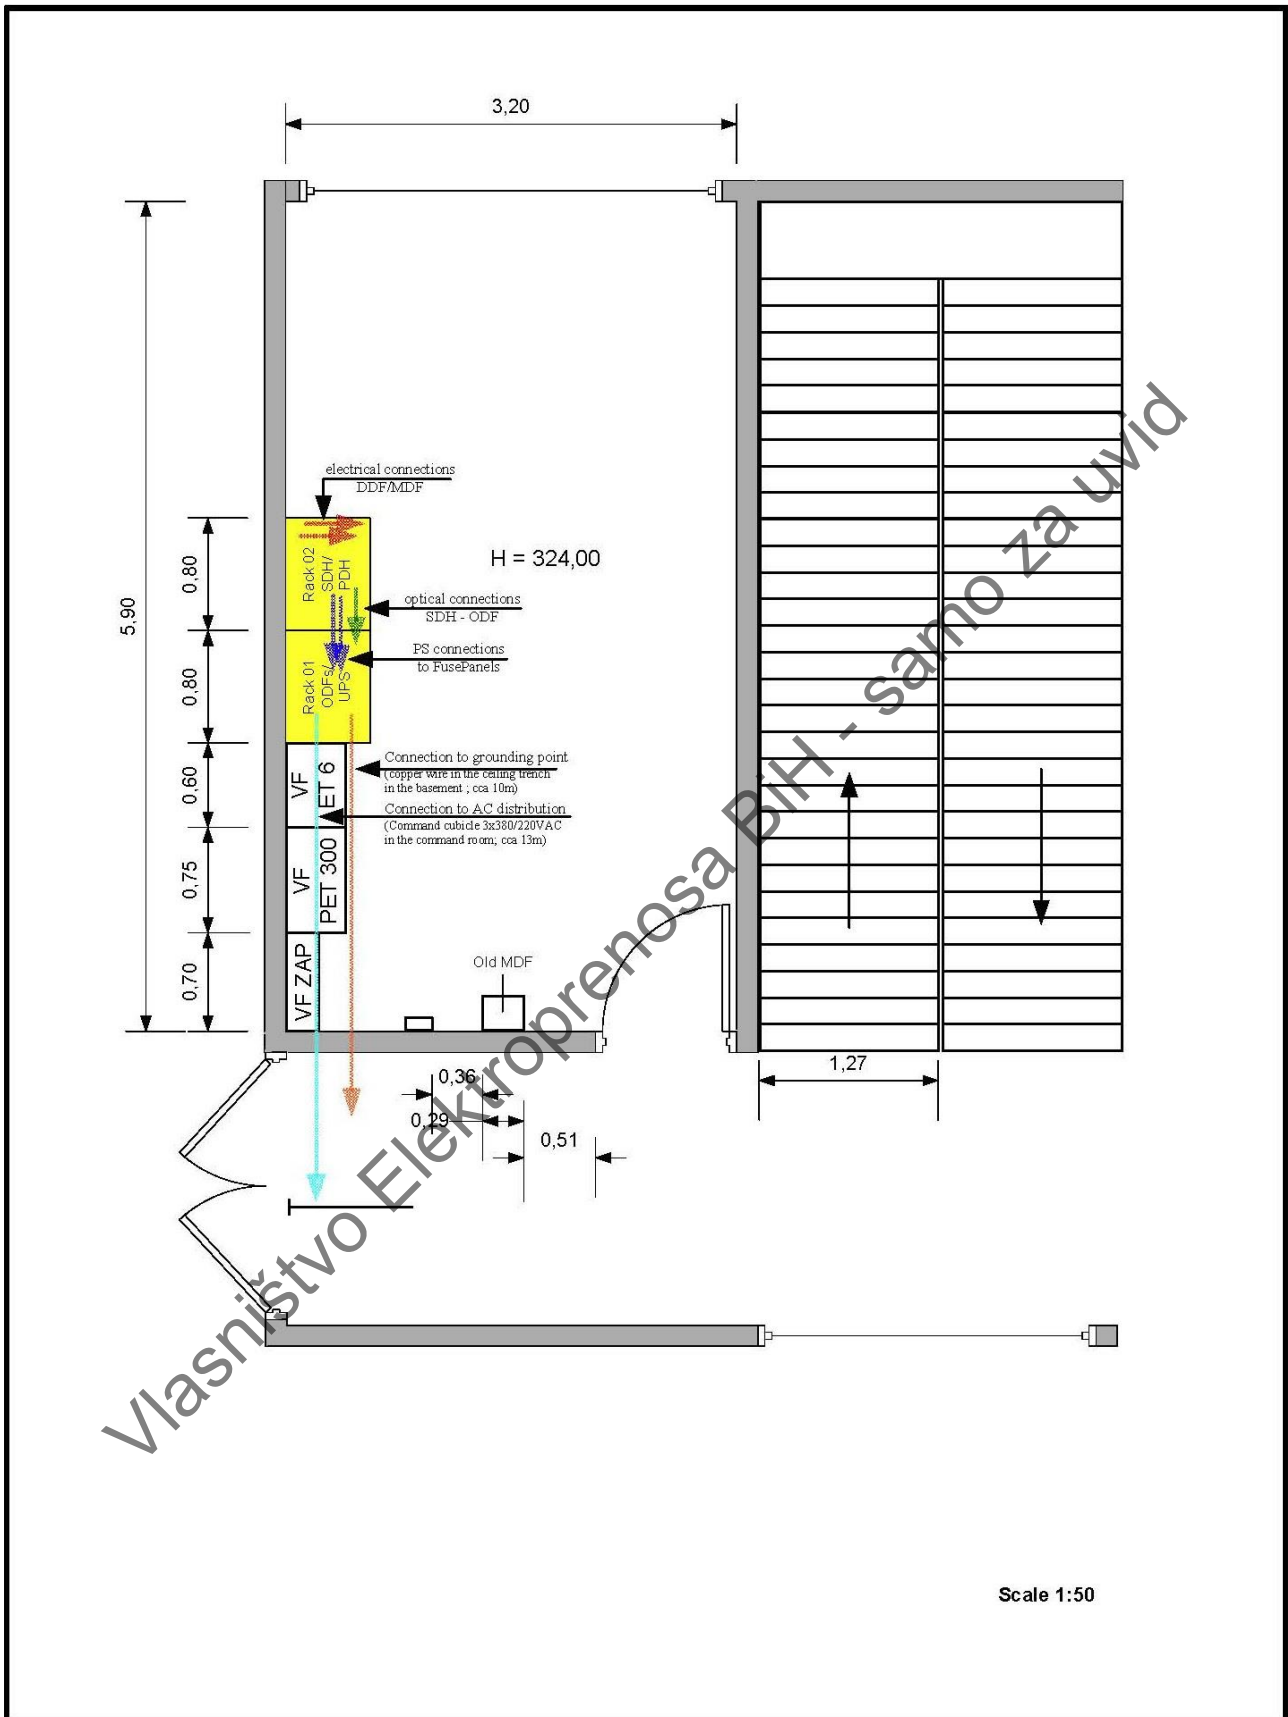 3,20
5,90
electrical connections
DDF/MDF
0,80
Rack 02
SDH/
PDH
H = 324,00
optical connections
SDH - ODF
0,80
Rack 01
ODFs/
UPS
PS connections
to FusePanels
0,60
VF
ET 6
Connection to grounding point
(copper wire in the ceiling trench
in the basement ; cca 10m)
Connection to AC distribution
(Command cubicle 3x380/220VAC
in the command room; cca 13m)
0,75
VF
PET 300
0,70
VF ZAP
Old MDF
1,27
0,36
0,29
0,51
Vlasništvo Elektroprenosa BiH - samo za uvid
Scale 1:50